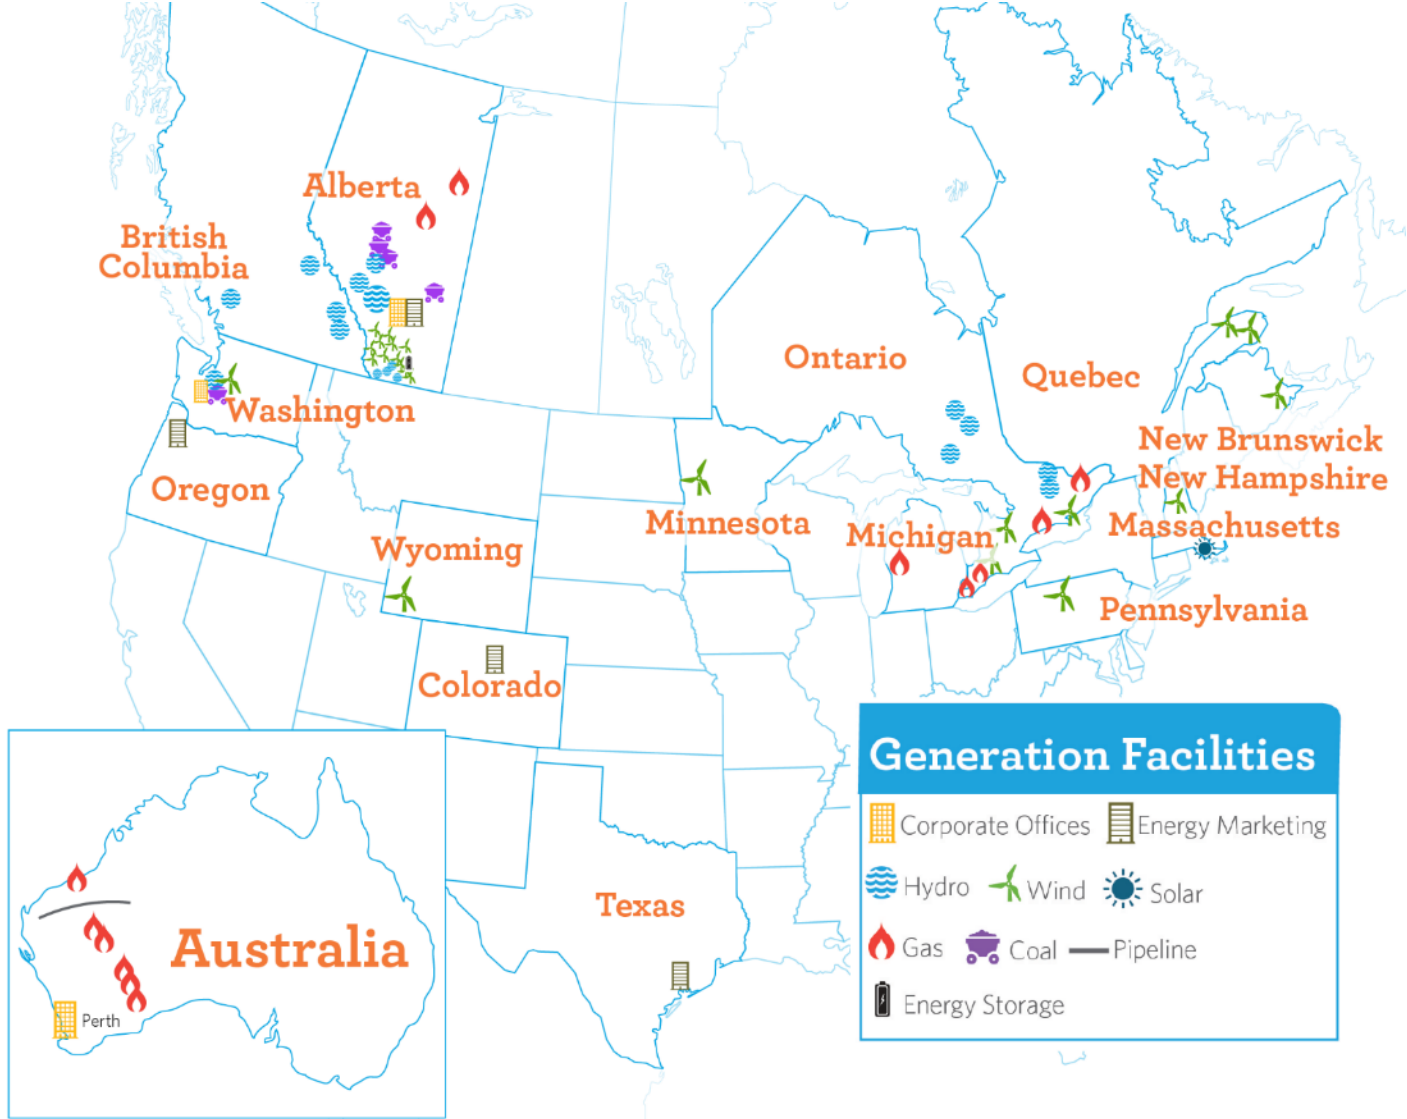 Alberta
British
Columbia
Ontario
Quebec
Washington
New Brunswick
New Hampshire
Oregon
Minnesota
Michigan
Massachusetts
Wyoming
Pennsylvania
Colorado
Texas
Australia
Perth
Generation Facilities
Corporate Offices
Energy Marketing
Hydro
Wind
Solar
Gas
Coal
Pipeline
Energy Storage